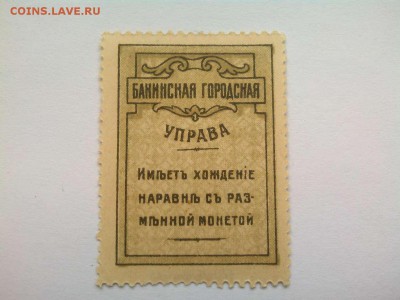 COINS.LAVE.RU
БАКИНСКАЯ ГОРОДСКАЯ
УПРАВА
ИМѢЕТЪ ХОЖДЕНІЕ
НАРАВНѢ СЪ РАЗ-
МѢННОЙ МОНЕТОЙ